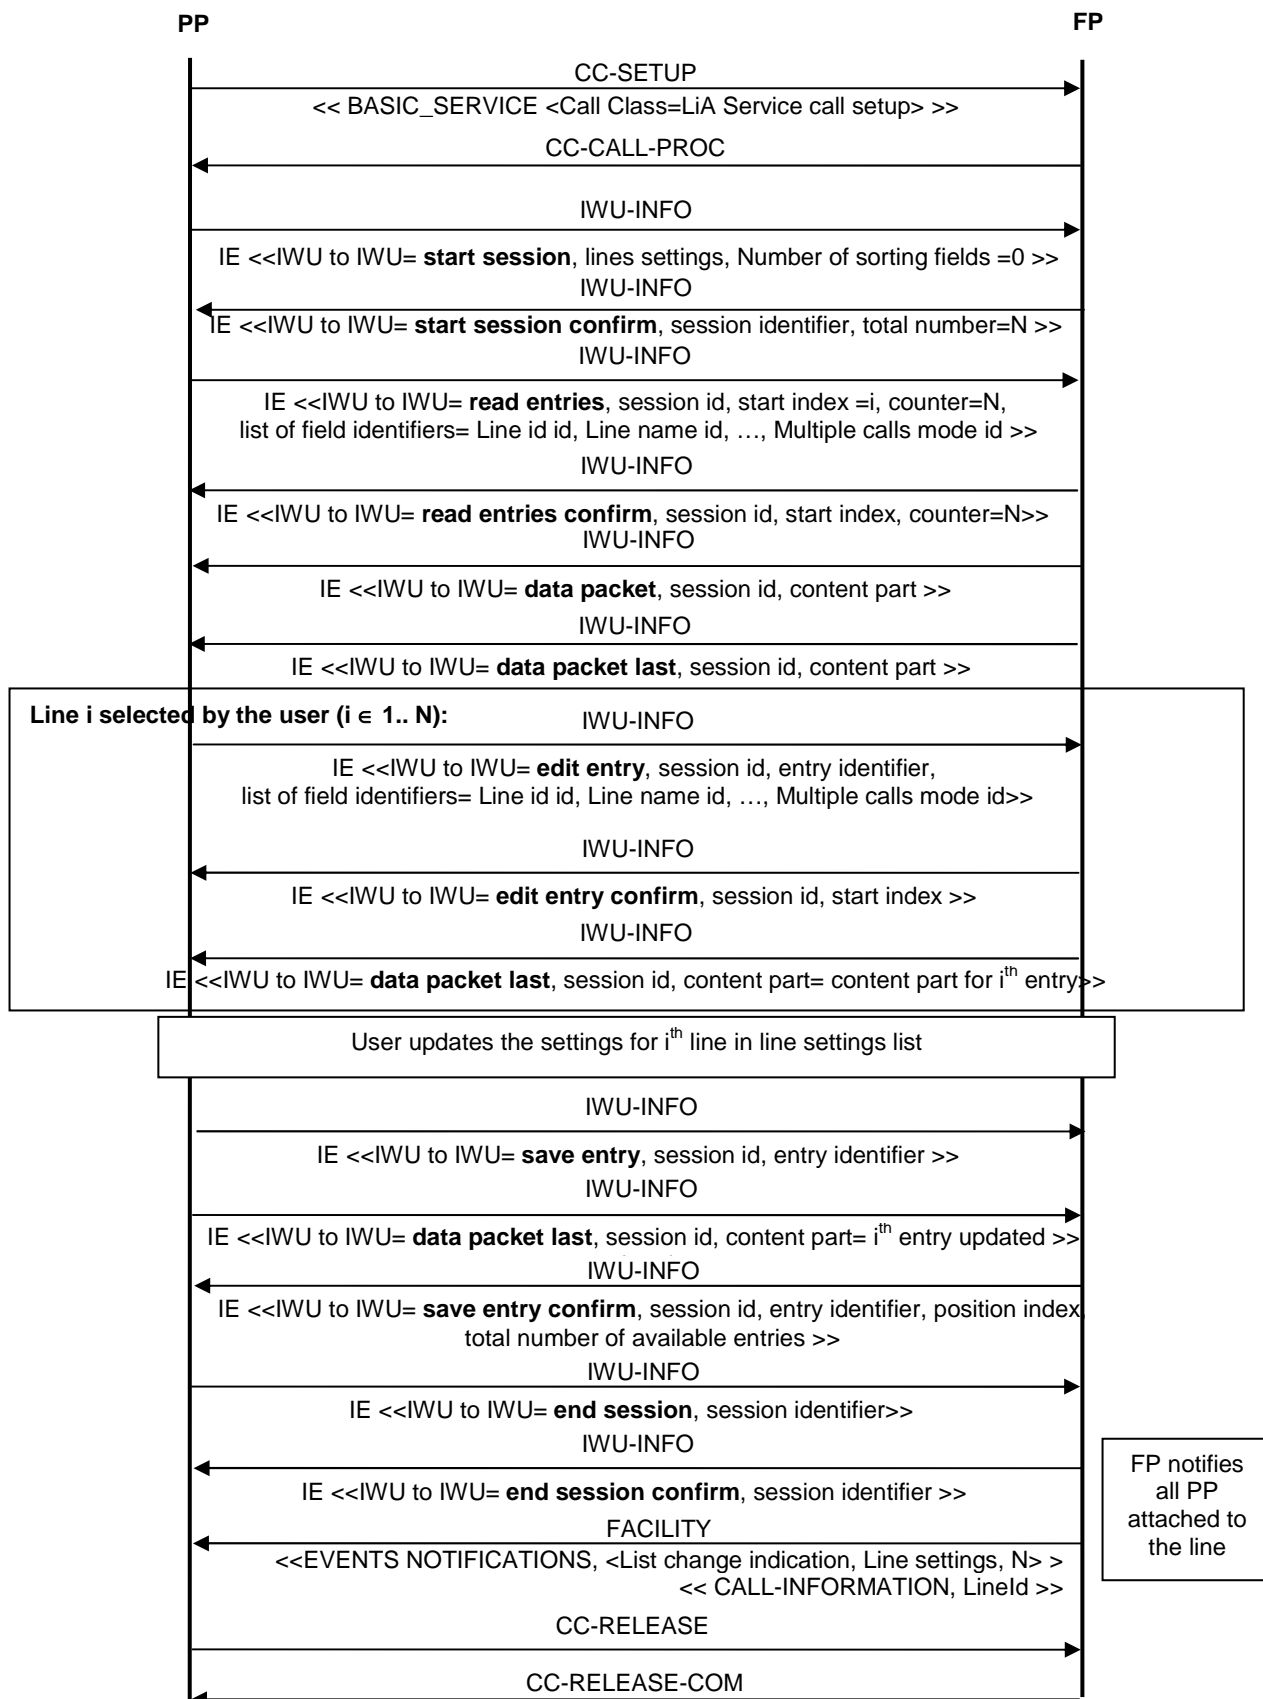 PP
FP
CC-SETUP
<< BASIC_SERVICE <Call Class=LiA Service call setup> >>
CC-CALL-PROC
IWU-INFO
IE <<IWU to IWU= start session, lines settings, Number of sorting fields =0 >>
IWU-INFO
IE <<IWU to IWU= start session confirm, session identifier, total number=N >>
IWU-INFO
IE <<IWU to IWU= read entries, session id, start index =i, counter=N,
list of field identifiers= Line id id, Line name id, …, Multiple calls mode id >>
IWU-INFO
IE <<IWU to IWU= read entries confirm, session id, start index, counter=N>>
IWU-INFO
IE <<IWU to IWU= data packet, session id, content part >>
IWU-INFO
IE <<IWU to IWU= data packet last, session id, content part >>
Line i selected by the user (i ∈ 1.. N):
IWU-INFO
IE <<IWU to IWU= edit entry, session id, entry identifier,
list of field identifiers= Line id id, Line name id, …, Multiple calls mode id>>
IWU-INFO
IE <<IWU to IWU= edit entry confirm, session id, start index >>
IWU-INFO
IE <<IWU to IWU= data packet last, session id, content part= content part for ith entry>>
User updates the settings for ith line in line settings list
IWU-INFO
IE <<IWU to IWU= save entry, session id, entry identifier >>
IWU-INFO
IE <<IWU to IWU= data packet last, session id, content part= ith entry updated >>
IWU-INFO
IE <<IWU to IWU= save entry confirm, session id, entry identifier, position index,
total number of available entries >>
IWU-INFO
IE <<IWU to IWU= end session, session identifier>>
IWU-INFO
IE <<IWU to IWU= end session confirm, session identifier >>
FP notifies
all PP
attached to
the line
FACILITY
<<EVENTS NOTIFICATIONS, <List change indication, Line settings, N> >
<< CALL-INFORMATION, LineId >>
CC-RELEASE
CC-RELEASE-COM